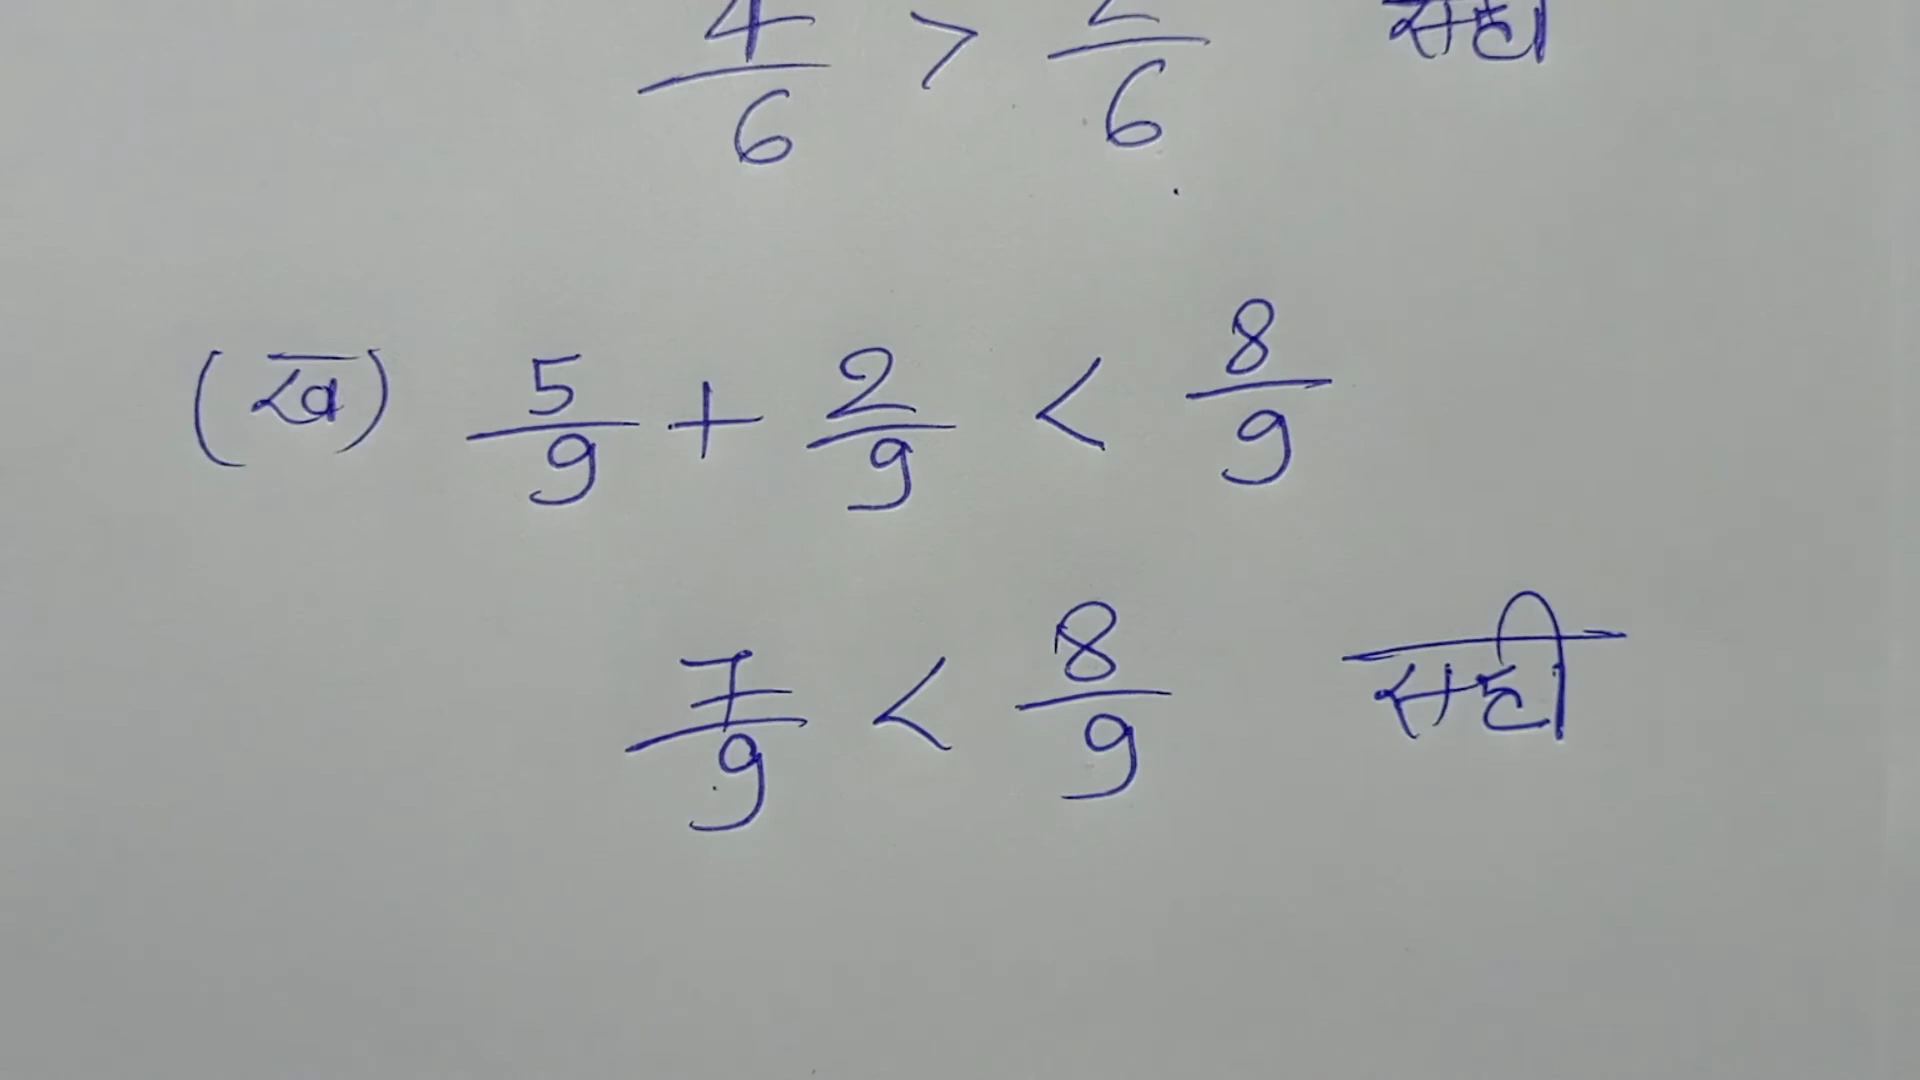 4/6 > 2/6 सही
(ख) 5/9 + 2/9 < 8/9
7/9 < 8/9 सही